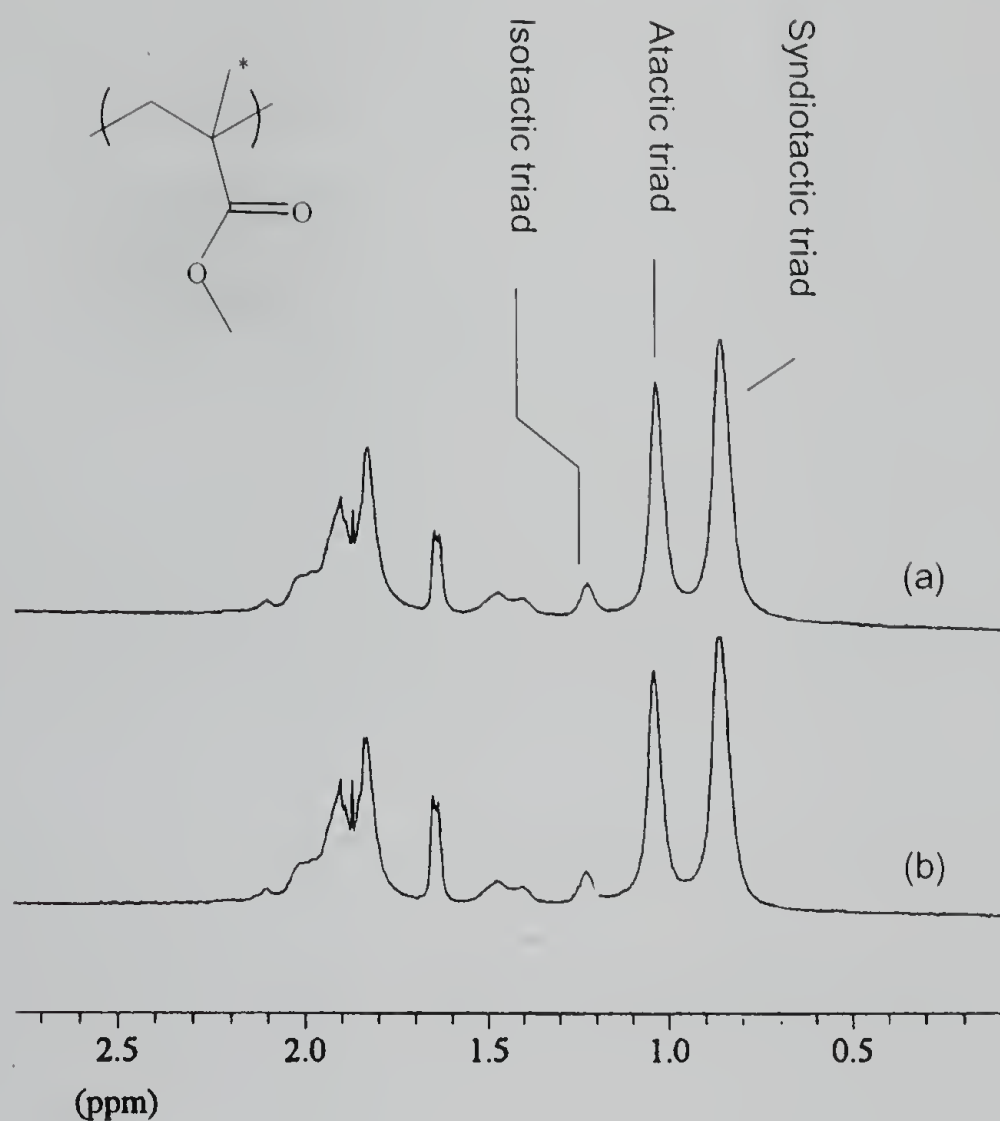 Isotactic triad
Atactic triad
Syndiotactic triad
*
O
O
(a)
(b)
2.5 2.0 1.5 1.0 0.5
(ppm)